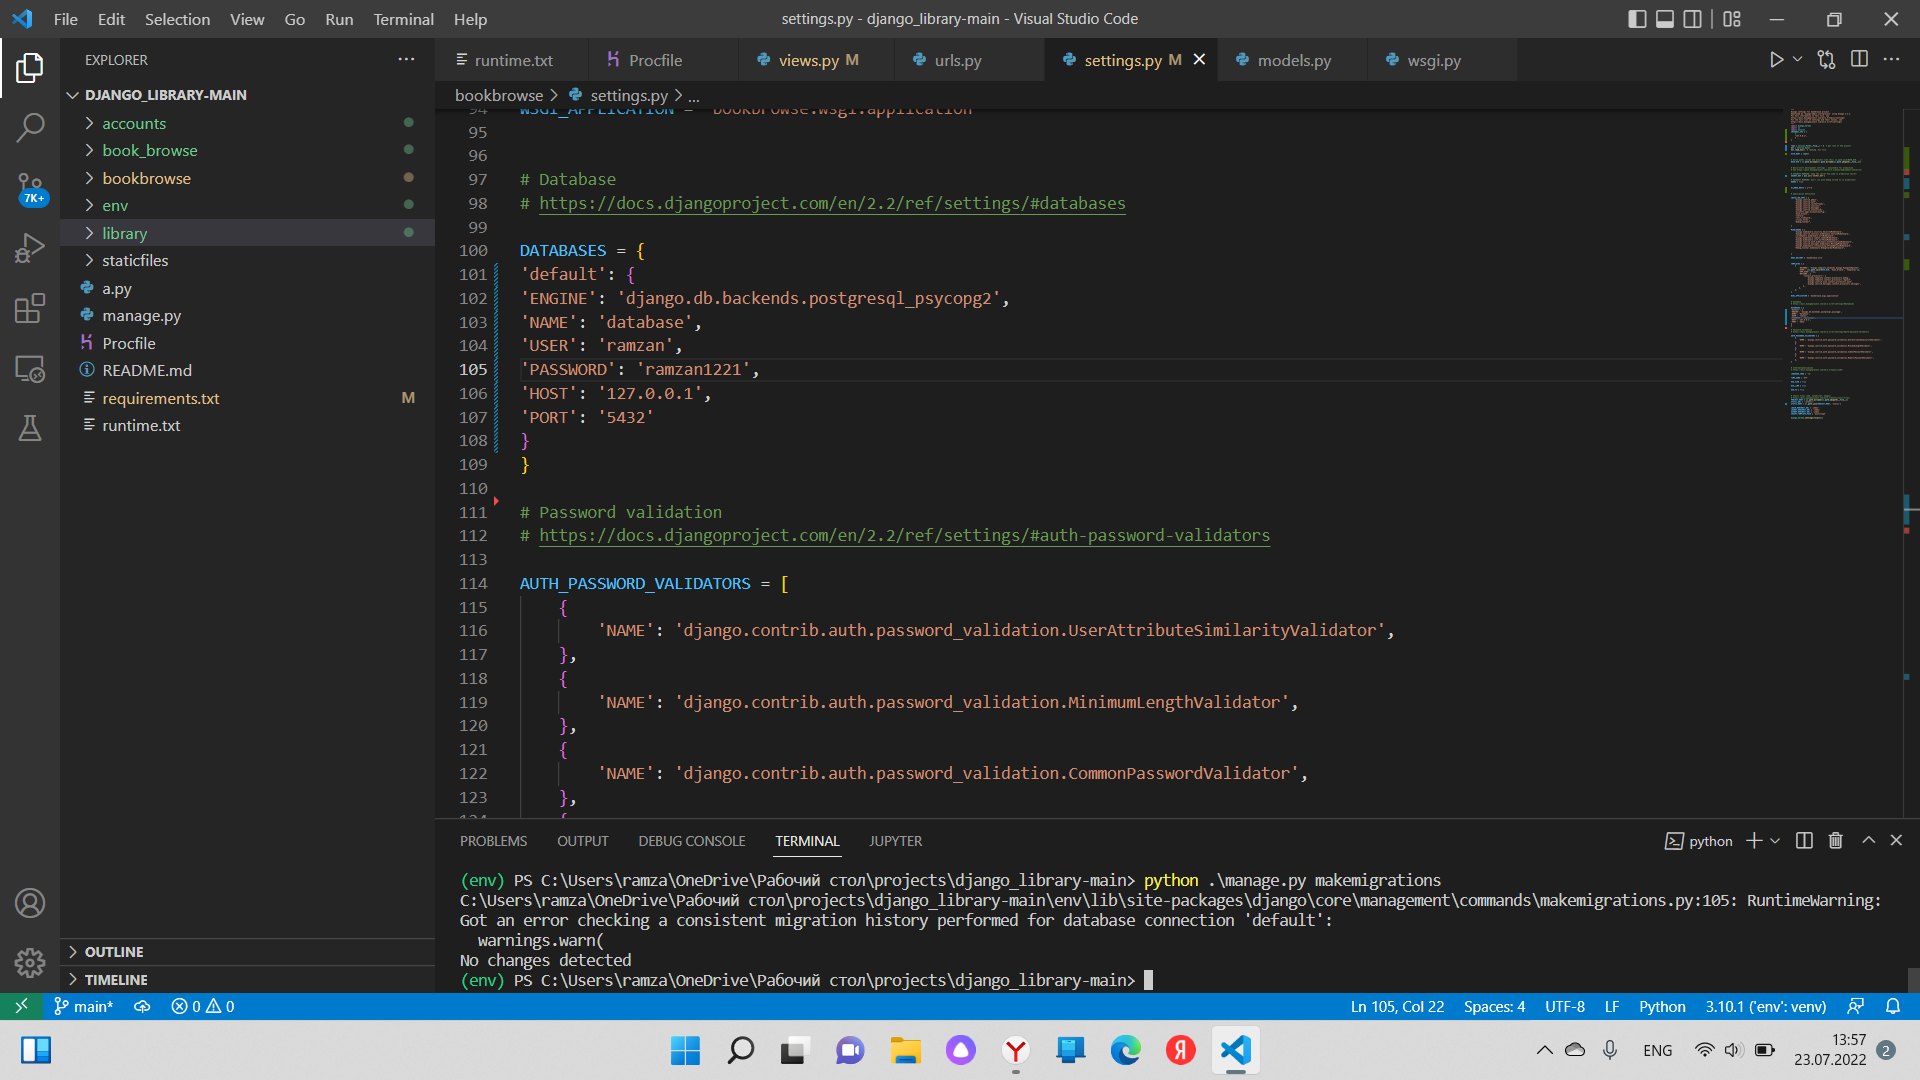 File Edit Selection View Go Run Terminal Help
settings.py - django_library-main - Visual Studio Code
EXPLORER
runtime.txt
Procfile
views.py M
urls.py
settings.py M
models.py
wsgi.py
DJANGO_LIBRARY-MAIN
accounts
book_browse
bookbrowse
env
library
staticfiles
a.py
manage.py
Procfile
README.md
requirements.txt M
runtime.txt
OUTLINE
TIMELINE
7K+
bookbrowse > settings.py > ...
94 WSGI_APPLICATION = 'bookbrowse.wsgi.application'
95
96
97 # Database
98 # https://docs.djangoproject.com/en/2.2/ref/settings/#databases
99
100 DATABASES = {
101 'default': {
102 'ENGINE': 'django.db.backends.postgresql_psycopg2',
103 'NAME': 'database',
104 'USER': 'ramzan',
105 'PASSWORD': 'ramzan1221',
106 'HOST': '127.0.0.1',
107 'PORT': '5432'
108 }
109 }
110
111 # Password validation
112 # https://docs.djangoproject.com/en/2.2/ref/settings/#auth-password-validators
113
114 AUTH_PASSWORD_VALIDATORS = [
115 {
116 'NAME': 'django.contrib.auth.password_validation.UserAttributeSimilarityValidator',
117 },
118 {
119 'NAME': 'django.contrib.auth.password_validation.MinimumLengthValidator',
120 },
121 {
122 'NAME': 'django.contrib.auth.password_validation.CommonPasswordValidator',
123 },
124 {
PROBLEMS OUTPUT DEBUG CONSOLE TERMINAL JUPYTER
python
(env) PS C:\Users\ramza\OneDrive\Рабочий стол\projects\django_library-main> python .\manage.py makemigrations
C:\Users\ramza\OneDrive\Рабочий стол\projects\django_library-main\env\lib\site-packages\django\core\management\commands\makemigrations.py:105: RuntimeWarning:
Got an error checking a consistent migration history performed for database connection 'default':
warnings.warn(
No changes detected
(env) PS C:\Users\ramza\OneDrive\Рабочий стол\projects\django_library-main>
main* 0 0
Ln 105, Col 22 Spaces: 4 UTF-8 LF Python 3.10.1 ('env': venv)
ENG
13:57
23.07.2022
2